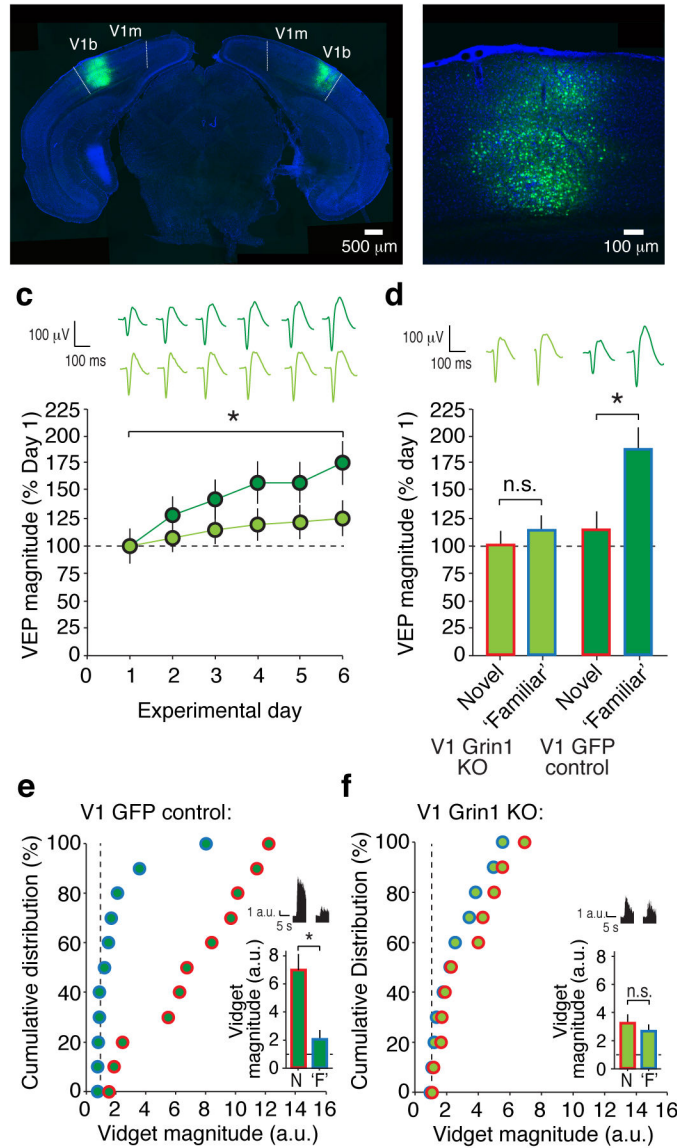 V1m
V1m
V1b
V1b
500 μm
100 μm
c
100 μV
100 ms
225
200
175
150
125
100
75
50
25
0
VEP magnitude (% Day 1)
*
0 1 2 3 4 5 6
Experimental day
d
100 μV
100 ms
225
200
175
150
125
100
75
50
25
0
VEP magnitude (% day 1)
n.s.
*
Novel
'Familiar'
Novel
'Familiar'
V1 Grin1
KO
V1 GFP
control
e
V1 GFP control:
100
80
60
40
20
0
Cumulative distribution (%)
0 2 4 6 8 10 12 14 16
Vidget magnitude (a.u.)
1 a.u.
5 s
*
8
6
4
2
0
Vidget
magnitude (a.u.)
N 'F'
f
V1 Grin1 KO:
100
80
60
40
20
0
Cumulative Distribution (%)
0 2 4 6 8 10 12 14 16
Vidget magnitude (a.u.)
1 a.u.
5 s
n.s.
8
6
4
2
0
Vidget
magnitude (a.u.)
N 'F'